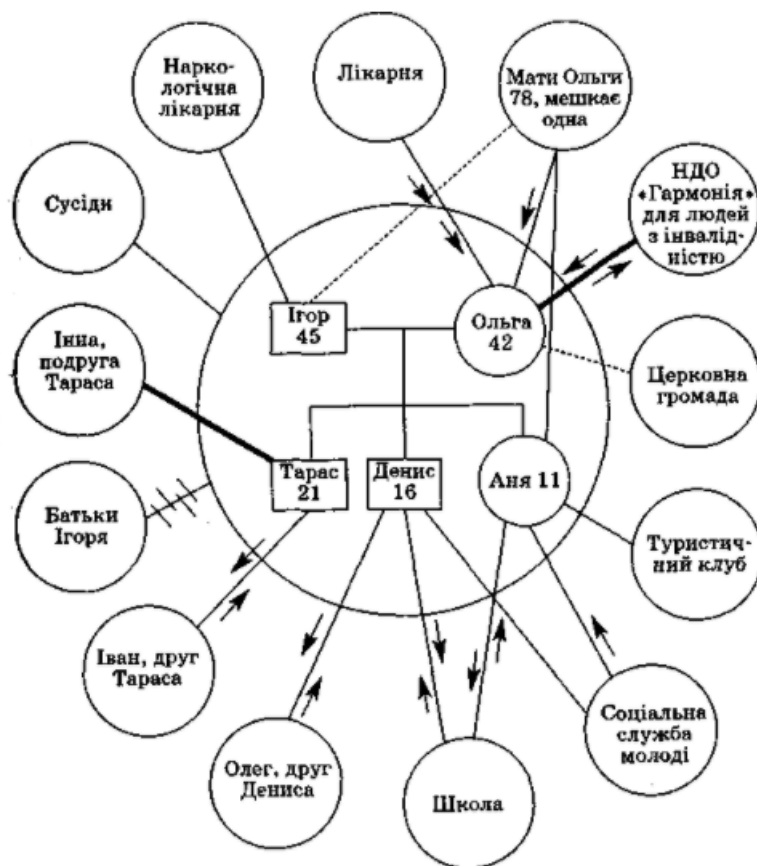 Нарко-
логічна
лікарня
Лікарня
Мати Ольги
78, мешкає
одна
НДО
«Гармонія»
для людей
з інвалід-
ністю
Сусіди
Ігор
45
Ольга
42
Інна,
подруга
Тараса
Церковна
громада
Тарас
21
Денис
16
Аня 11
Батьки
Ігоря
Туристич-
ний клуб
Іван, друг
Тараса
Соціальна
служба
молоді
Олег, друг
Дениса
Школа